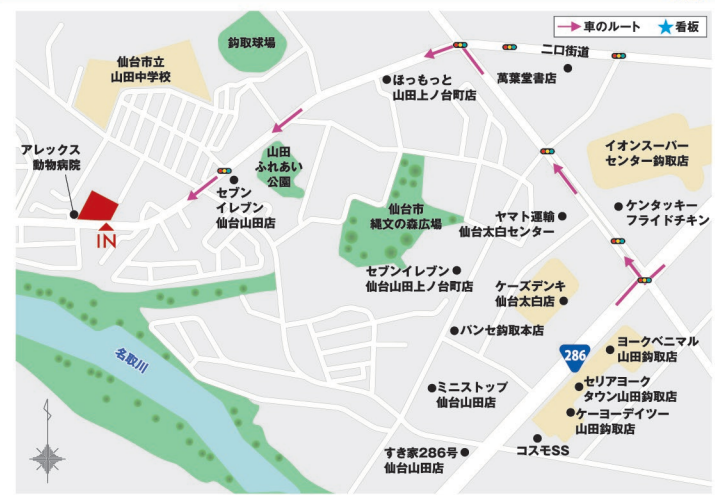 車のルート
看板
鈎取球場
仙台市立
山田中学校
二口街道
萬葉堂書店
ほっもっと
山田上ノ台町店
アレックス
動物病院
山田
ふれあい
公園
イオンスーパー
センター鈎取店
セブン
イレブン
仙台山田店
仙台市
縄文の森広場
ヤマト運輸
仙台太白センター
ケンタッキー
フライドチキン
IN
セブンイレブン
仙台山田上ノ台町店
ケーズデンキ
仙台太白店
パンセ鈎取本店
ヨークベニマル
山田鈎取店
286
名取川
ミニストップ
仙台山田店
セリアヨーク
タウン山田鈎取店
ケーヨーデイツー
山田鈎取店
コスモSS
すき家286号
仙台山田店